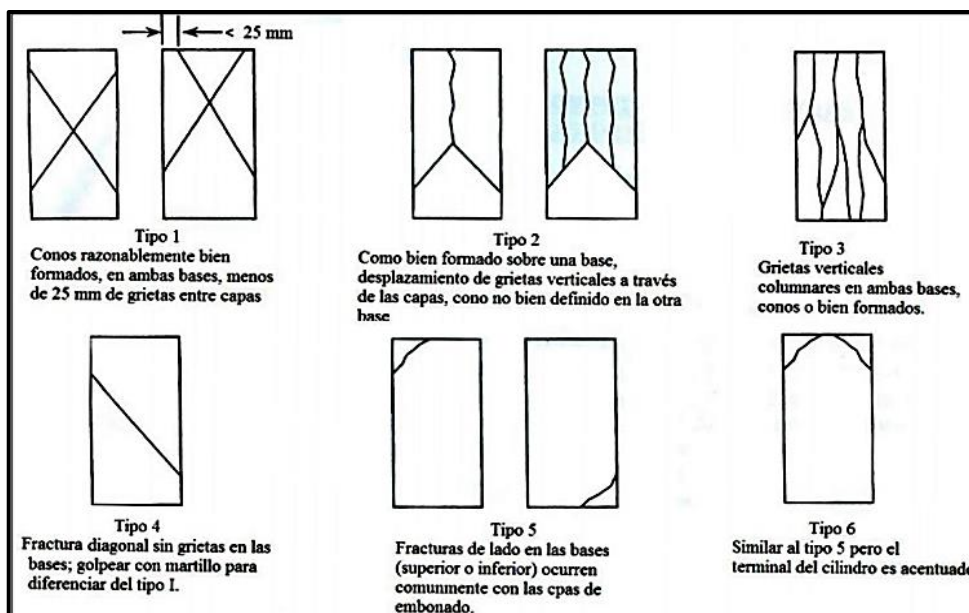 < 25 mm
Tipo 1
Conos razonablemente bien
formados, en ambas bases, menos
de 25 mm de grietas entre capas
Tipo 2
Como bien formado sobre una base,
desplazamiento de grietas verticales a través
de las capas, cono no bien definido en la otra
base
Tipo 3
Grietas verticales
columnares en ambas bases,
conos o bien formados.
Tipo 4
Fractura diagonal sin grietas en las
bases; golpear con martillo para
diferenciar del tipo I.
Tipo 5
Fracturas de lado en las bases
(superior o inferior) ocurren
comunmente con las cpas de
embonado.
Tipo 6
Similar al tipo 5 pero el
terminal del cilindro es acentuado